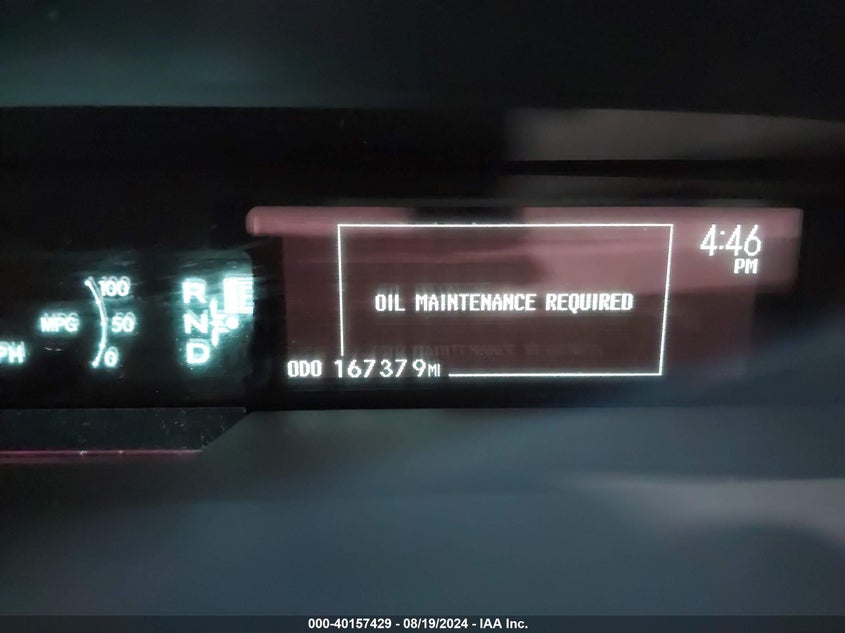 4:46
PM
100
R
OIL MAINTENANCE REQUIRED
MPG
50
N
PH
0
D
ODO 167379MI
000-40157429 - 08/19/2024 - IAA Inc.